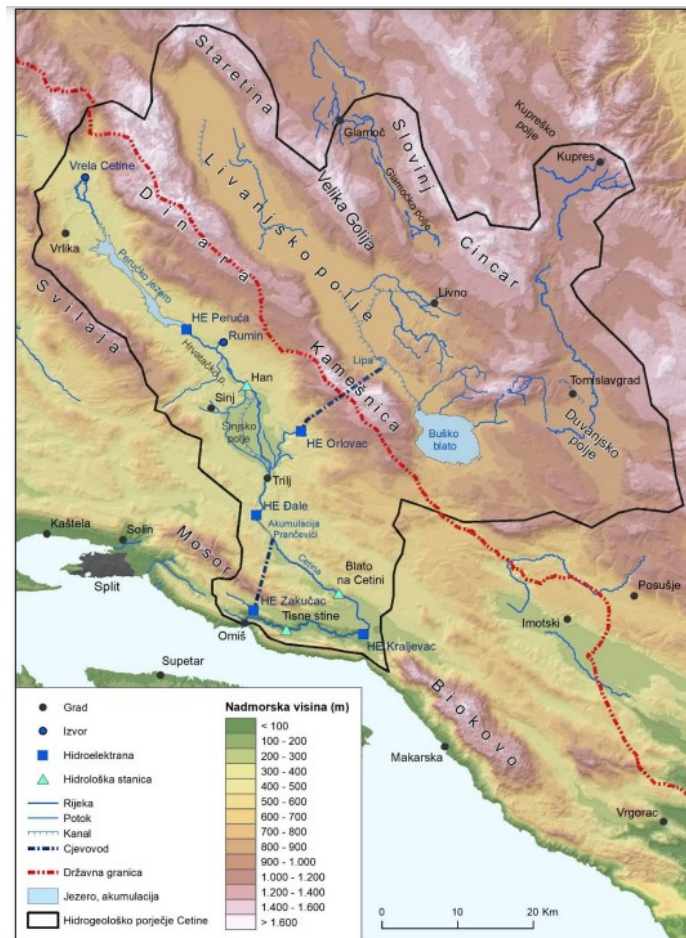 Staretina
Glamoč
Slovinj
Kupreško
polje
Kupres
Vrela Cetine
Glamočko polje
Velika Golija
Livanjsko polje
Dinara
Cincar
Vrlika
Peručko jezero
Svilaja
HE Peruća
Rumin
Livno
Hrvatačko p.
Lipa
Kamešnica
Han
Tomislavgrad
Sinj
Sinjsko
polje
HE Orlovac
Buško
blato
Duvanjsko
polje
Trilj
HE Đale
Akumulacija
Prančevići
Kaštela
Solin
Mosor
Split
Cetina
Blato
na Cetini
Posušje
HE Zakučac
Tisne stine
Imotski
Omiš
HE Kraljevac
Supetar
Biokovo
Makarska
Vrgorac
Grad
Izvor
Hidroelektrana
Hidrološka stanica
Rijeka
Potok
Kanal
Cjevovod
Državna granica
Jezero, akumulacija
Hidrogeološko porječje Cetine
Nadmorska visina (m)
< 100
100 - 200
200 - 300
300 - 400
400 - 500
500 - 600
600 - 700
700 - 800
800 - 900
900 - 1.000
1.000 - 1.200
1.200 - 1.400
1.400 - 1.600
> 1.600
0 10 20 Km